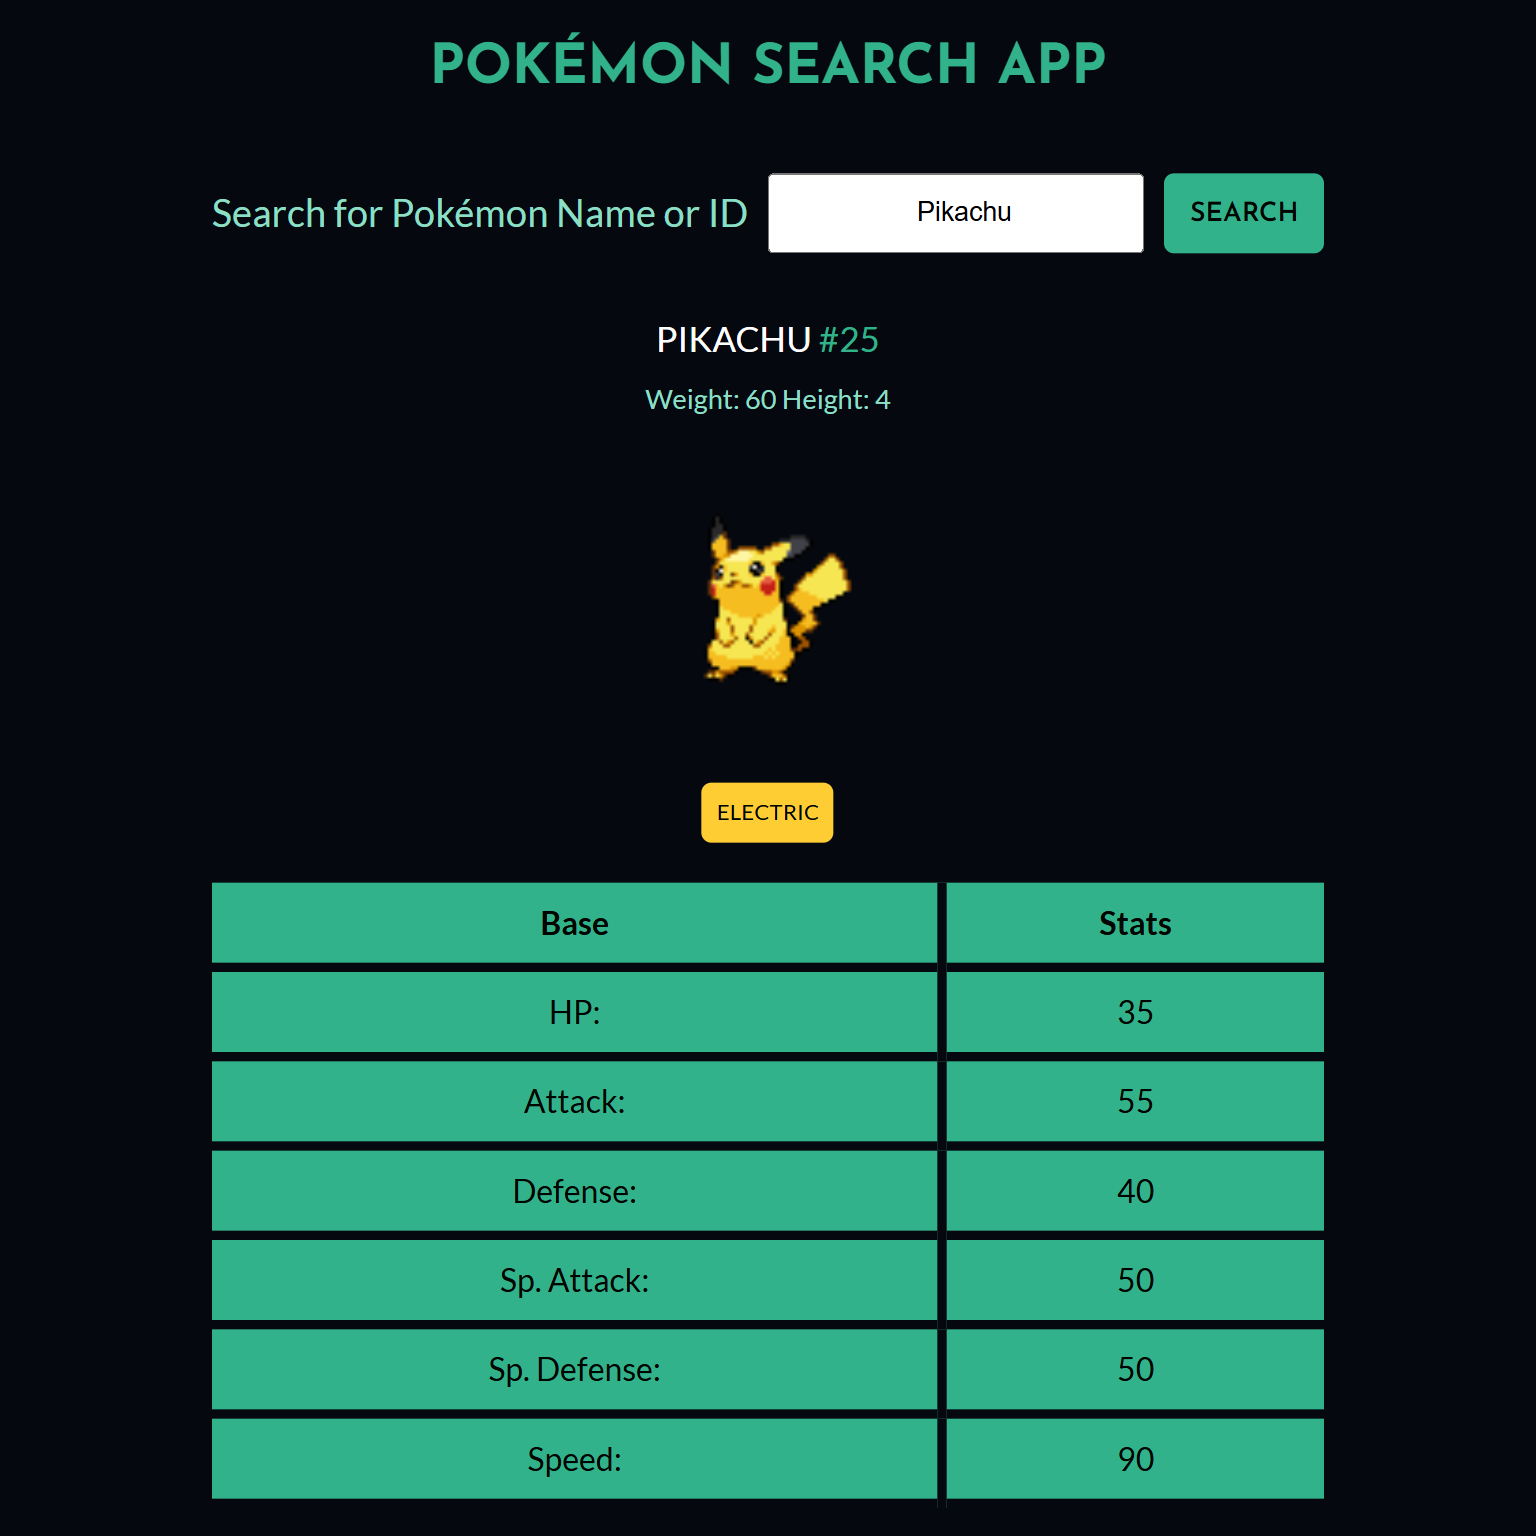 POKÉMON SEARCH APP
Search for Pokémon Name or ID Pikachu SEARCH
PIKACHU #25
Weight: 60 Height: 4
ELECTRIC
Base Stats
HP: 35
Attack: 55
Defense: 40
Sp. Attack: 50
Sp. Defense: 50
Speed: 90